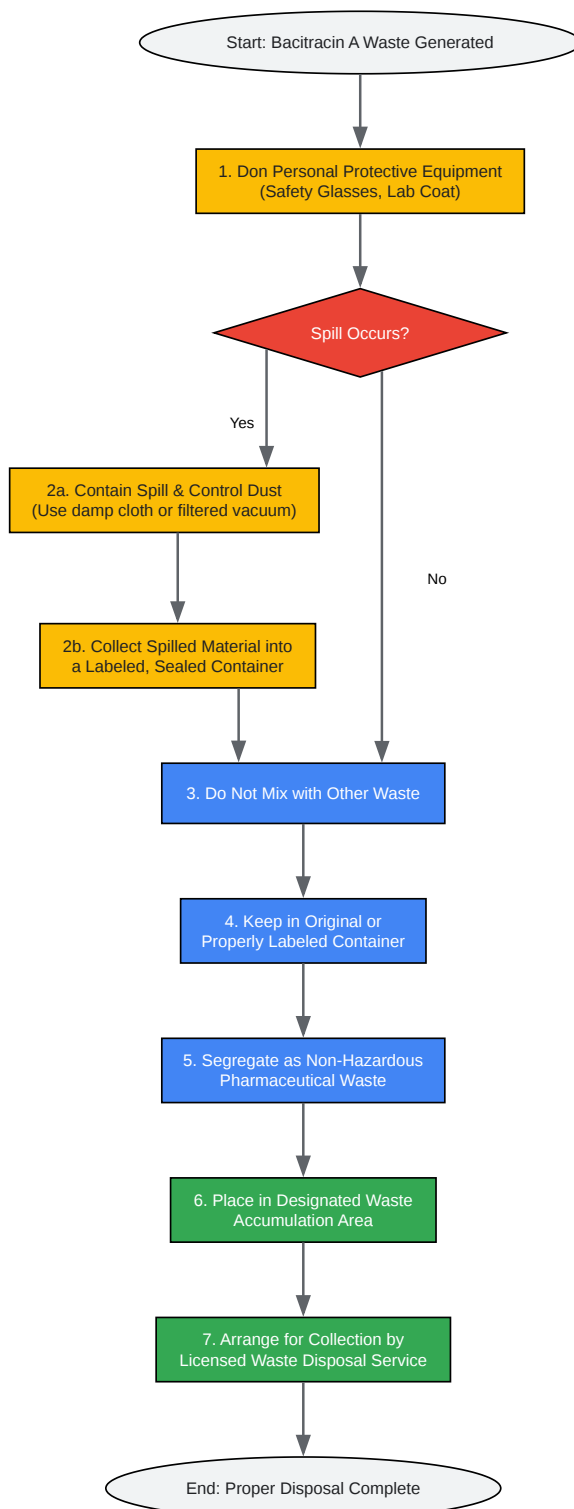 Start: Bacitracin A Waste Generated
1. Don Personal Protective Equipment
(Safety Glasses, Lab Coat)
Spill Occurs?
Yes
2a. Contain Spill & Control Dust
(Use damp cloth or filtered vacuum)
No
2b. Collect Spilled Material into
a Labeled, Sealed Container
3. Do Not Mix with Other Waste
4. Keep in Original or
Properly Labeled Container
5. Segregate as Non-Hazardous
Pharmaceutical Waste
6. Place in Designated Waste
Accumulation Area
7. Arrange for Collection by
Licensed Waste Disposal Service
End: Proper Disposal Complete